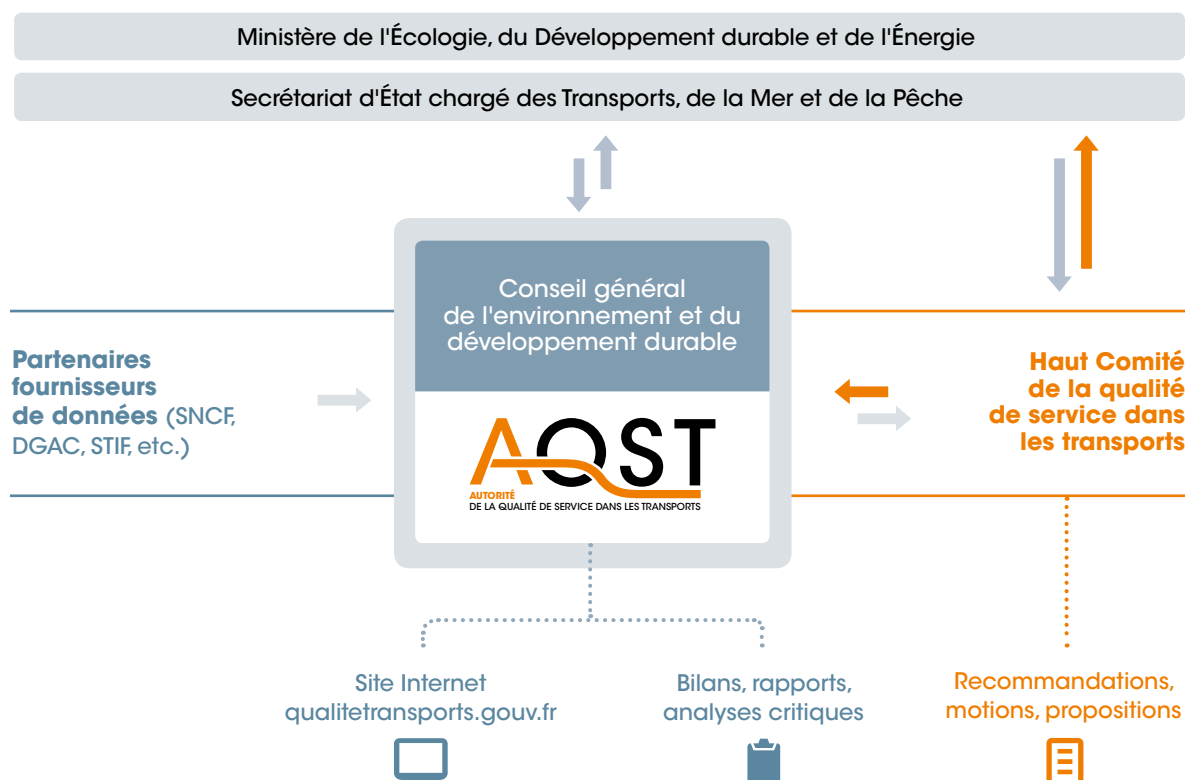 Ministère de l'Écologie, du Développement durable et de l'Énergie
Secrétariat d'État chargé des Transports, de la Mer et de la Pêche
Conseil général
de l'environnement et du
développement durable
Partenaires
fournisseurs
de données (SNCF,
DGAC, STIF, etc.)
AQST
AUTORITÉ
DE LA QUALITÉ DE SERVICE DANS LES TRANSPORTS
Haut Comité
de la qualité
de service dans
les transports
Site Internet
qualitetransports.gouv.fr
Bilans, rapports,
analyses critiques
Recommandations,
motions, propositions